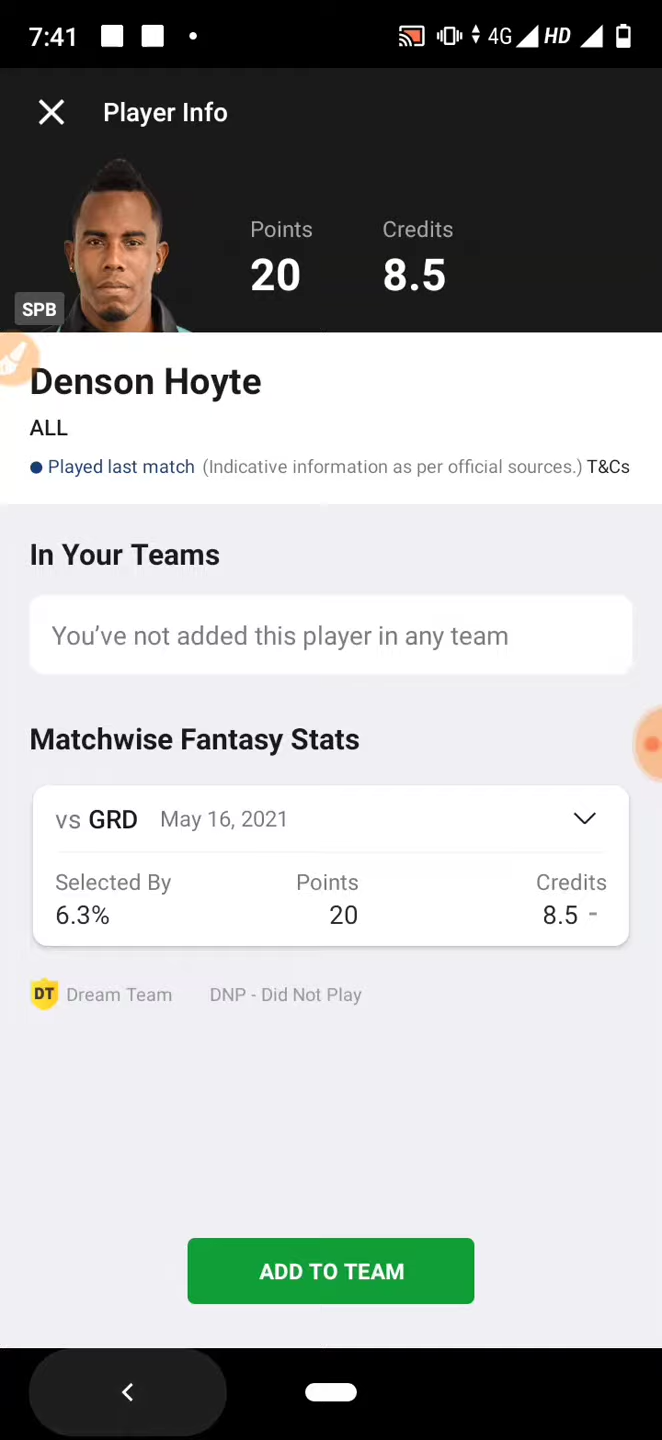 7:41 4G HD
Player Info
Points Credits
20 8.5
SPB
Denson Hoyte
ALL
Played last match (Indicative information as per official sources.) T&Cs
In Your Teams
You’ve not added this player in any team
Matchwise Fantasy Stats
vs GRD May 16, 2021
Selected By Points Credits
6.3% 20 8.5 -
DT Dream Team DNP - Did Not Play
ADD TO TEAM